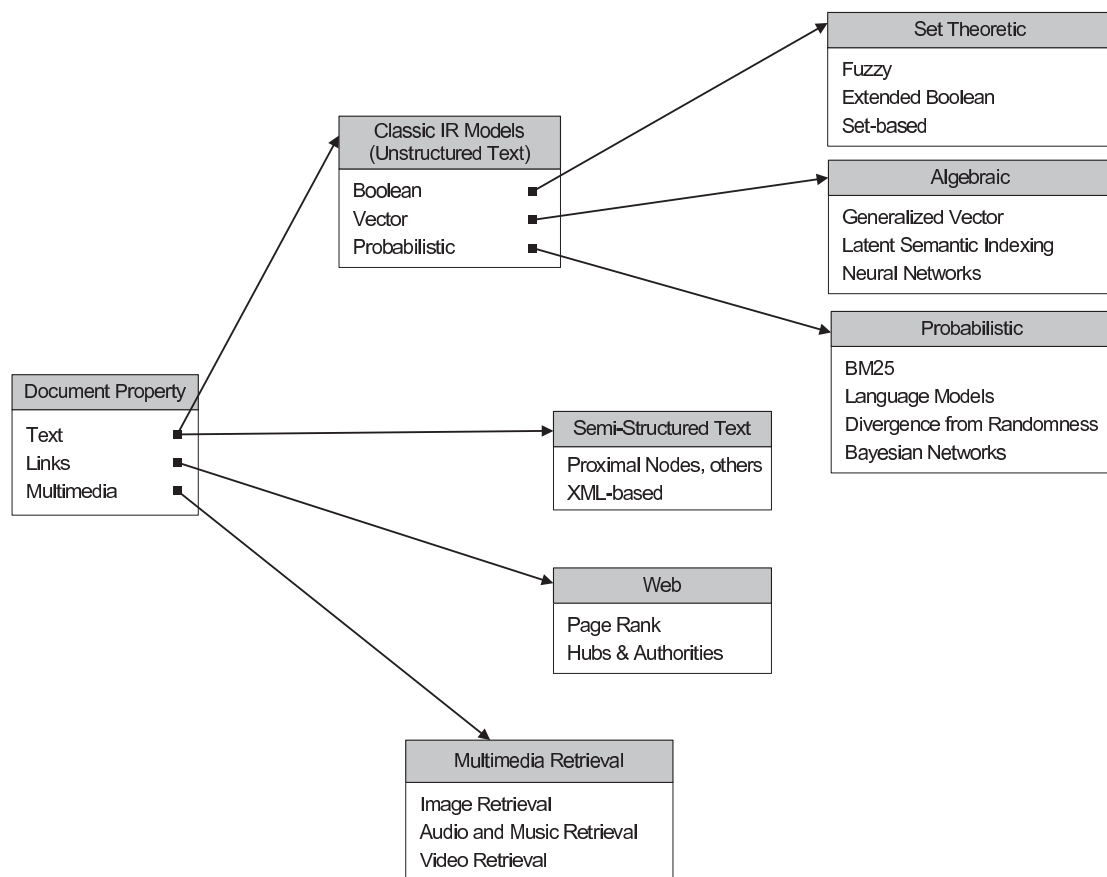 Document Property
Text
Links
Multimedia
Classic IR Models
(Unstructured Text)
Boolean
Vector
Probabilistic
Set Theoretic
Fuzzy
Extended Boolean
Set-based
Algebraic
Generalized Vector
Latent Semantic Indexing
Neural Networks
Probabilistic
BM25
Language Models
Divergence from Randomness
Bayesian Networks
Semi-Structured Text
Proximal Nodes, others
XML-based
Web
Page Rank
Hubs & Authorities
Multimedia Retrieval
Image Retrieval
Audio and Music Retrieval
Video Retrieval